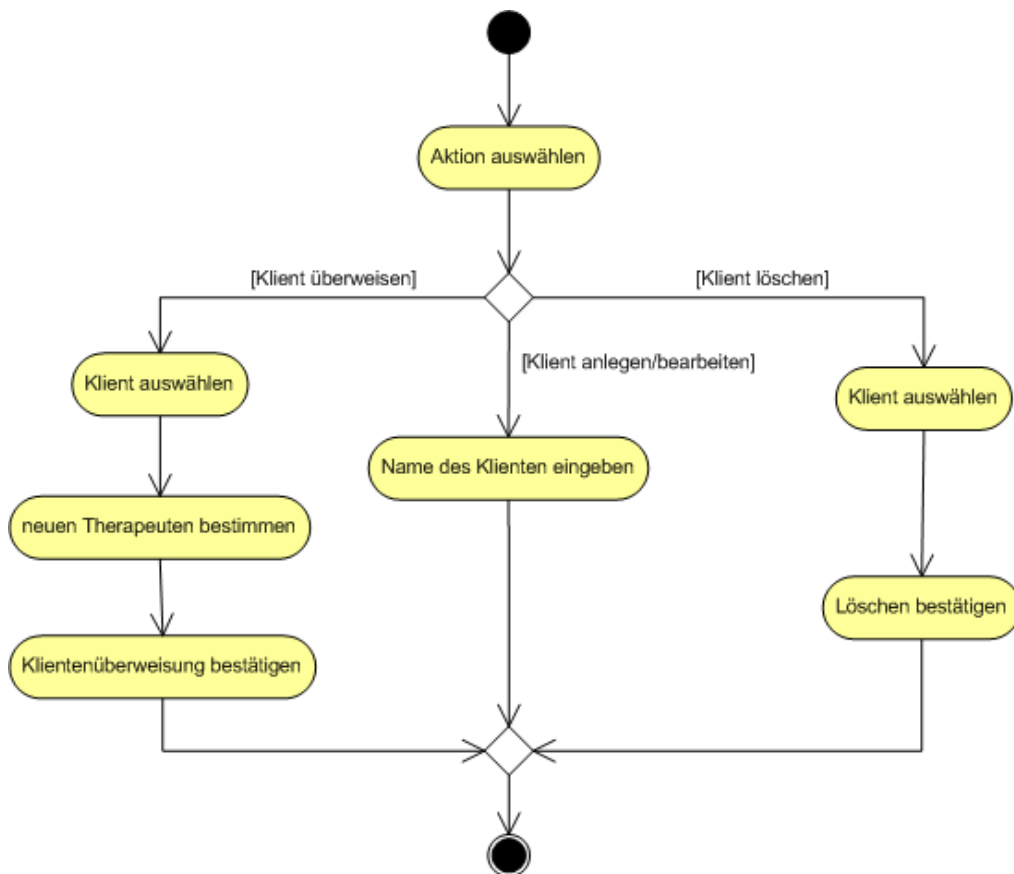 Aktion auswählen
[Klient überweisen]
[Klient löschen]
[Klient anlegen/bearbeiten]
Klient auswählen
Klient auswählen
Name des Klienten eingeben
neuen Therapeuten bestimmen
Löschen bestätigen
Klientenüberweisung bestätigen